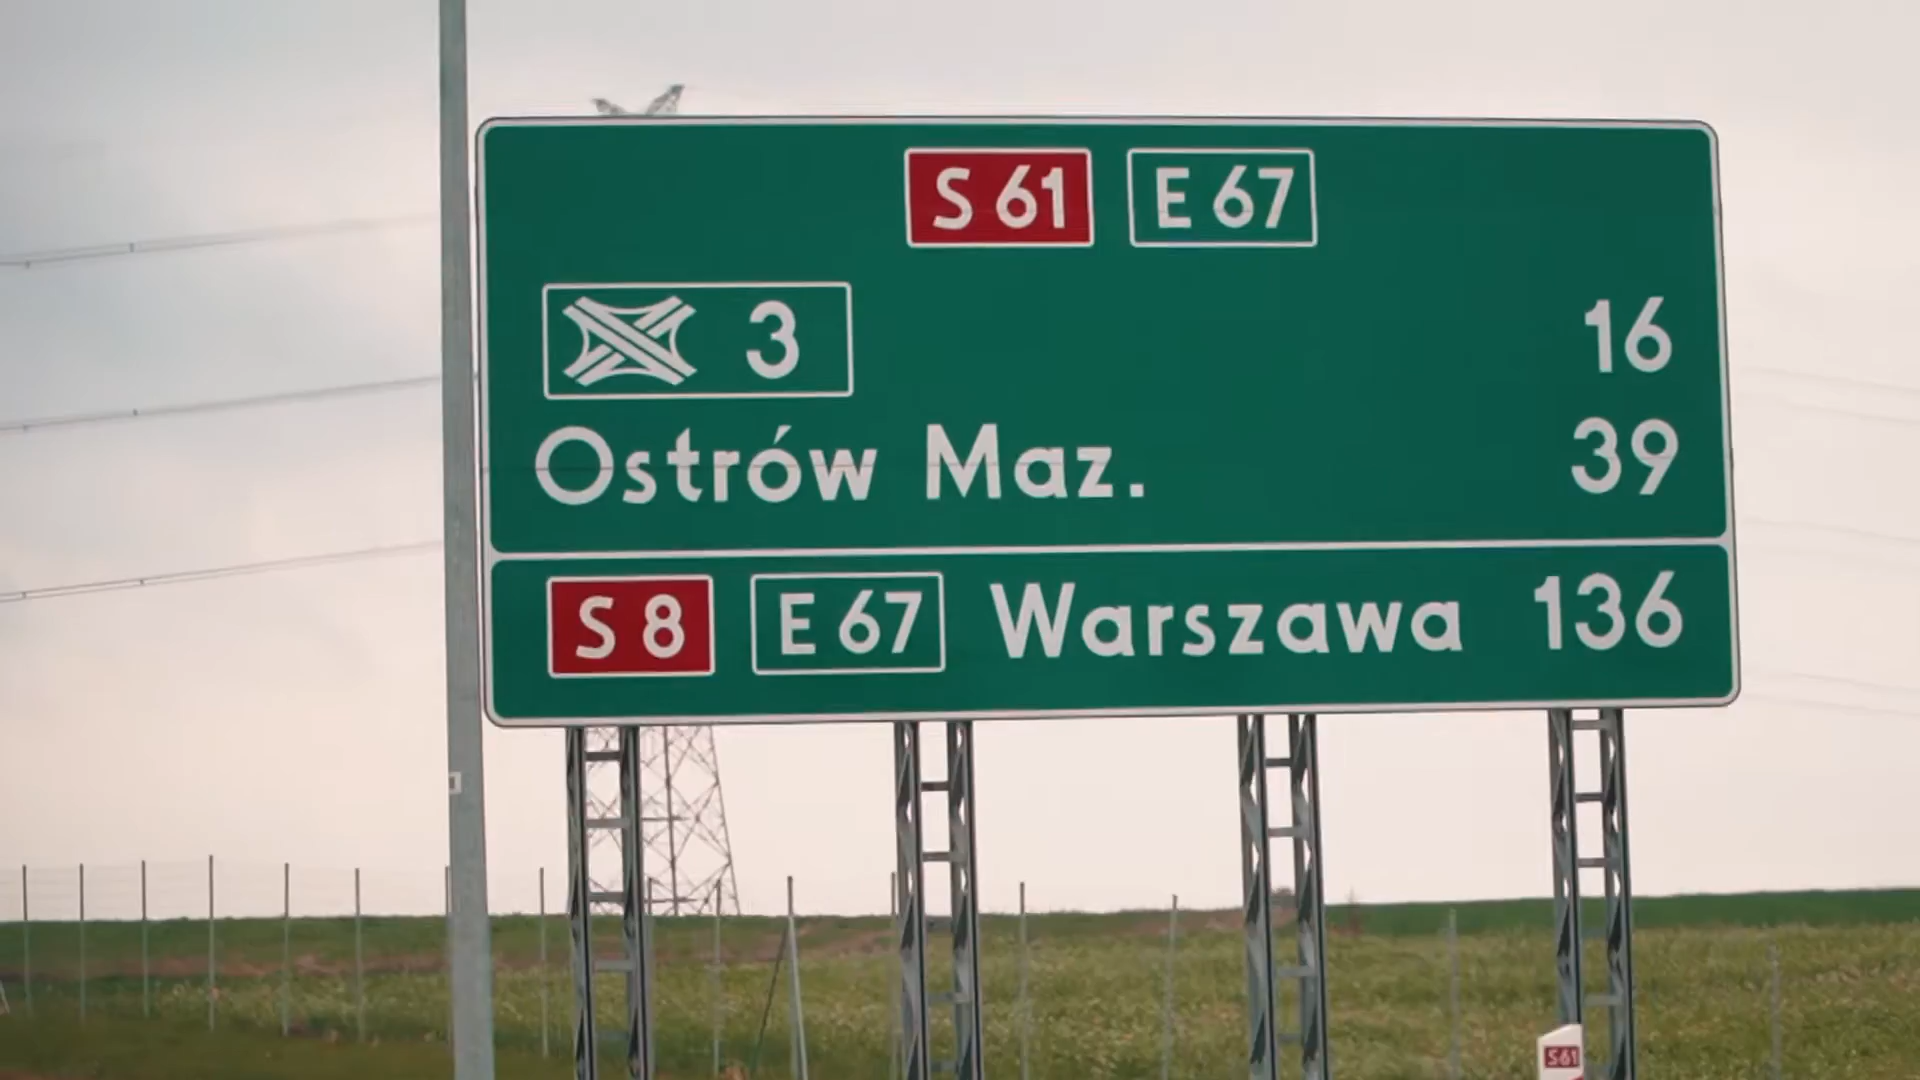 S 61 E 67
3 16
Ostrów Maz. 39
S 8 E 67 Warszawa 136
S61